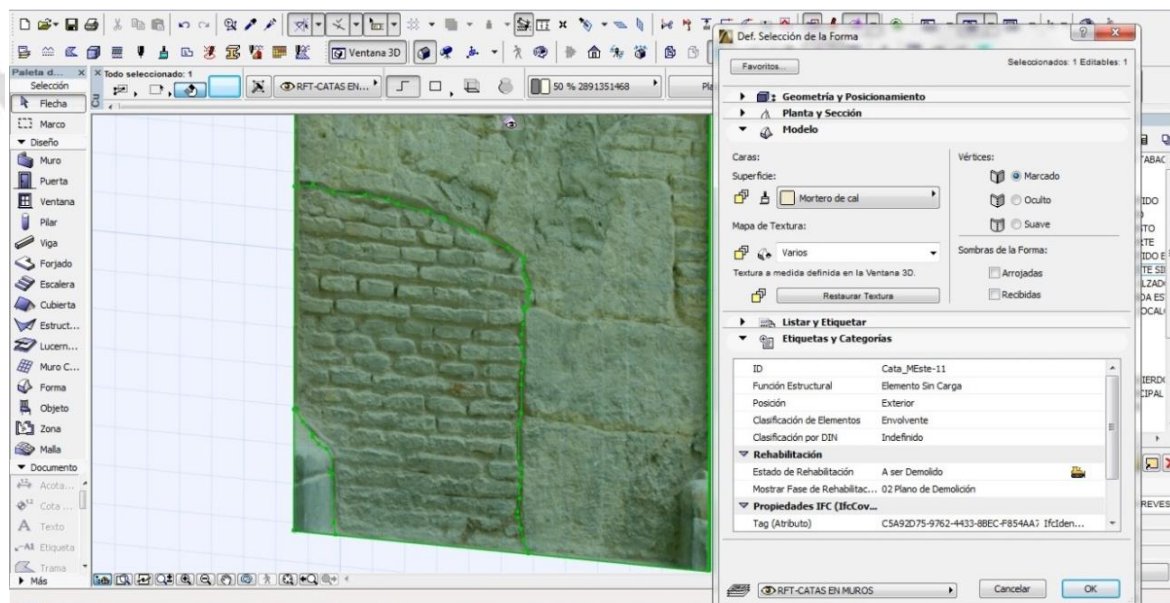 Ventana 3D
Paleta d...
Selección
Flecha
Marco
Diseño
Muro
Puerta
Ventana
Pilar
Viga
Forjado
Escalera
Cubierta
Estruct...
Lucern...
Muro C...
Forma
Objeto
Zona
Malla
Documento
Acota...
Cota ...
Texto
A1 Etiqueta
Trama
Más
Todo seleccionado: 1
RFT-CATAS EN...
50 % 2891351468
Def. Selección de la Forma
Favoritos...
Seleccionados: 1 Editables: 1
Geometría y Posicionamiento
Planta y Sección
Modelo
Caras:
Superficie:
Mortero de cal
Mapa de Textura:
Varios
Textura a medida definida en la Ventana 3D.
Restaurar Textura
Vértices:
Marcado
Oculto
Suave
Sombras de la Forma:
Arrojadas
Recibidas
Listar y Etiquetar
Etiquetas y Categorías
ID Cata_MEste-11
Función Estructural Elemento Sin Carga
Posición Exterior
Clasificación de Elementos Envolvente
Clasificación por DIN Indefinido
Rehabilitación
Estado de Rehabilitación A ser Demolido
Mostrar Fase de Rehabilitac... 02 Plano de Demolición
Propiedades IFC (IfcCov...
Tag (Atributo) C5A92D75-9762-4433-8BEC-F854AA7 IfcIden...
RFT-CATAS EN MUROS
Cancelar
OK